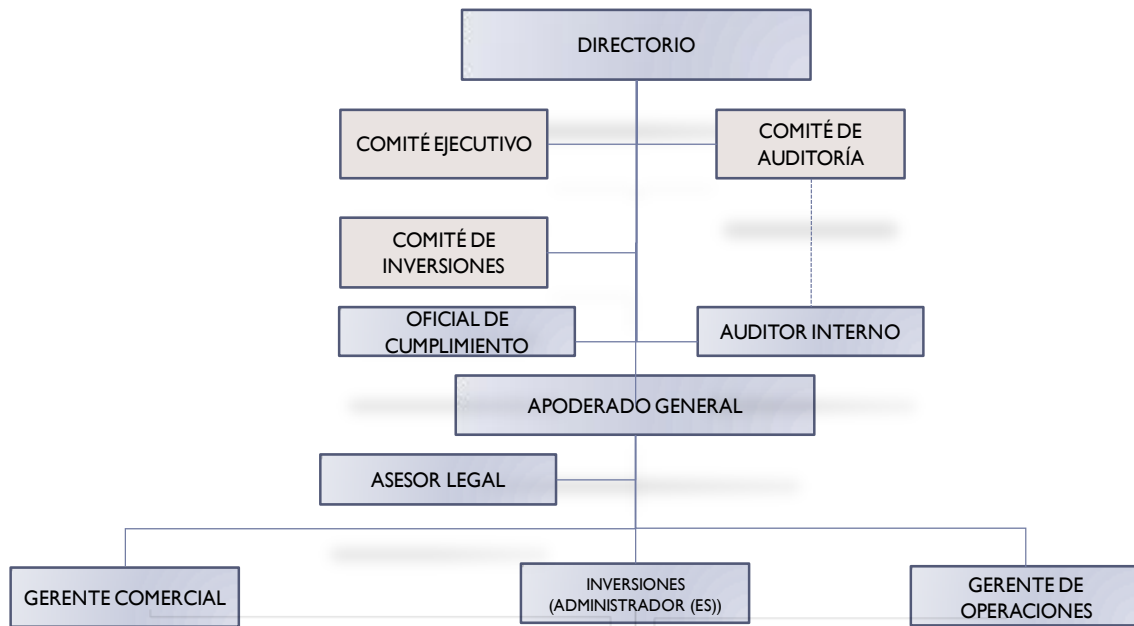 DIRECTORIO
COMITÉ EJECUTIVO
COMITÉ DE
AUDITORÍA
COMITÉ DE
INVERSIONES
OFICIAL DE
CUMPLIMIENTO
AUDITOR INTERNO
APODERADO GENERAL
ASESOR LEGAL
GERENTE COMERCIAL
INVERSIONES
(ADMINISTRADOR (ES))
GERENTE DE
OPERACIONES